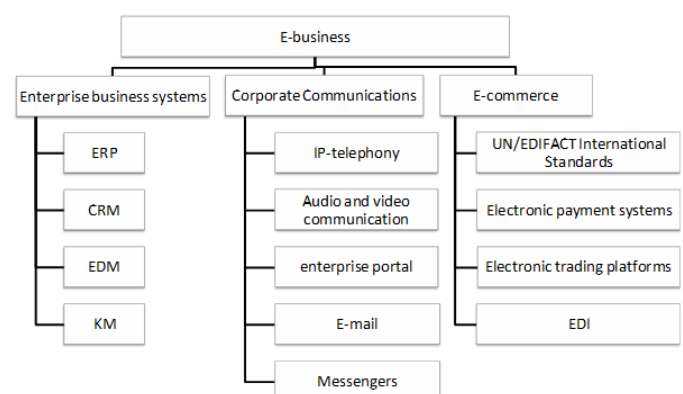 E-business
Enterprise business systems
Corporate Communications
E-commerce
ERP
CRM
EDM
KM
IP-telephony
Audio and video
communication
enterprise portal
E-mail
Messengers
UN/EDIFACT International
Standards
Electronic payment systems
Electronic trading platforms
EDI